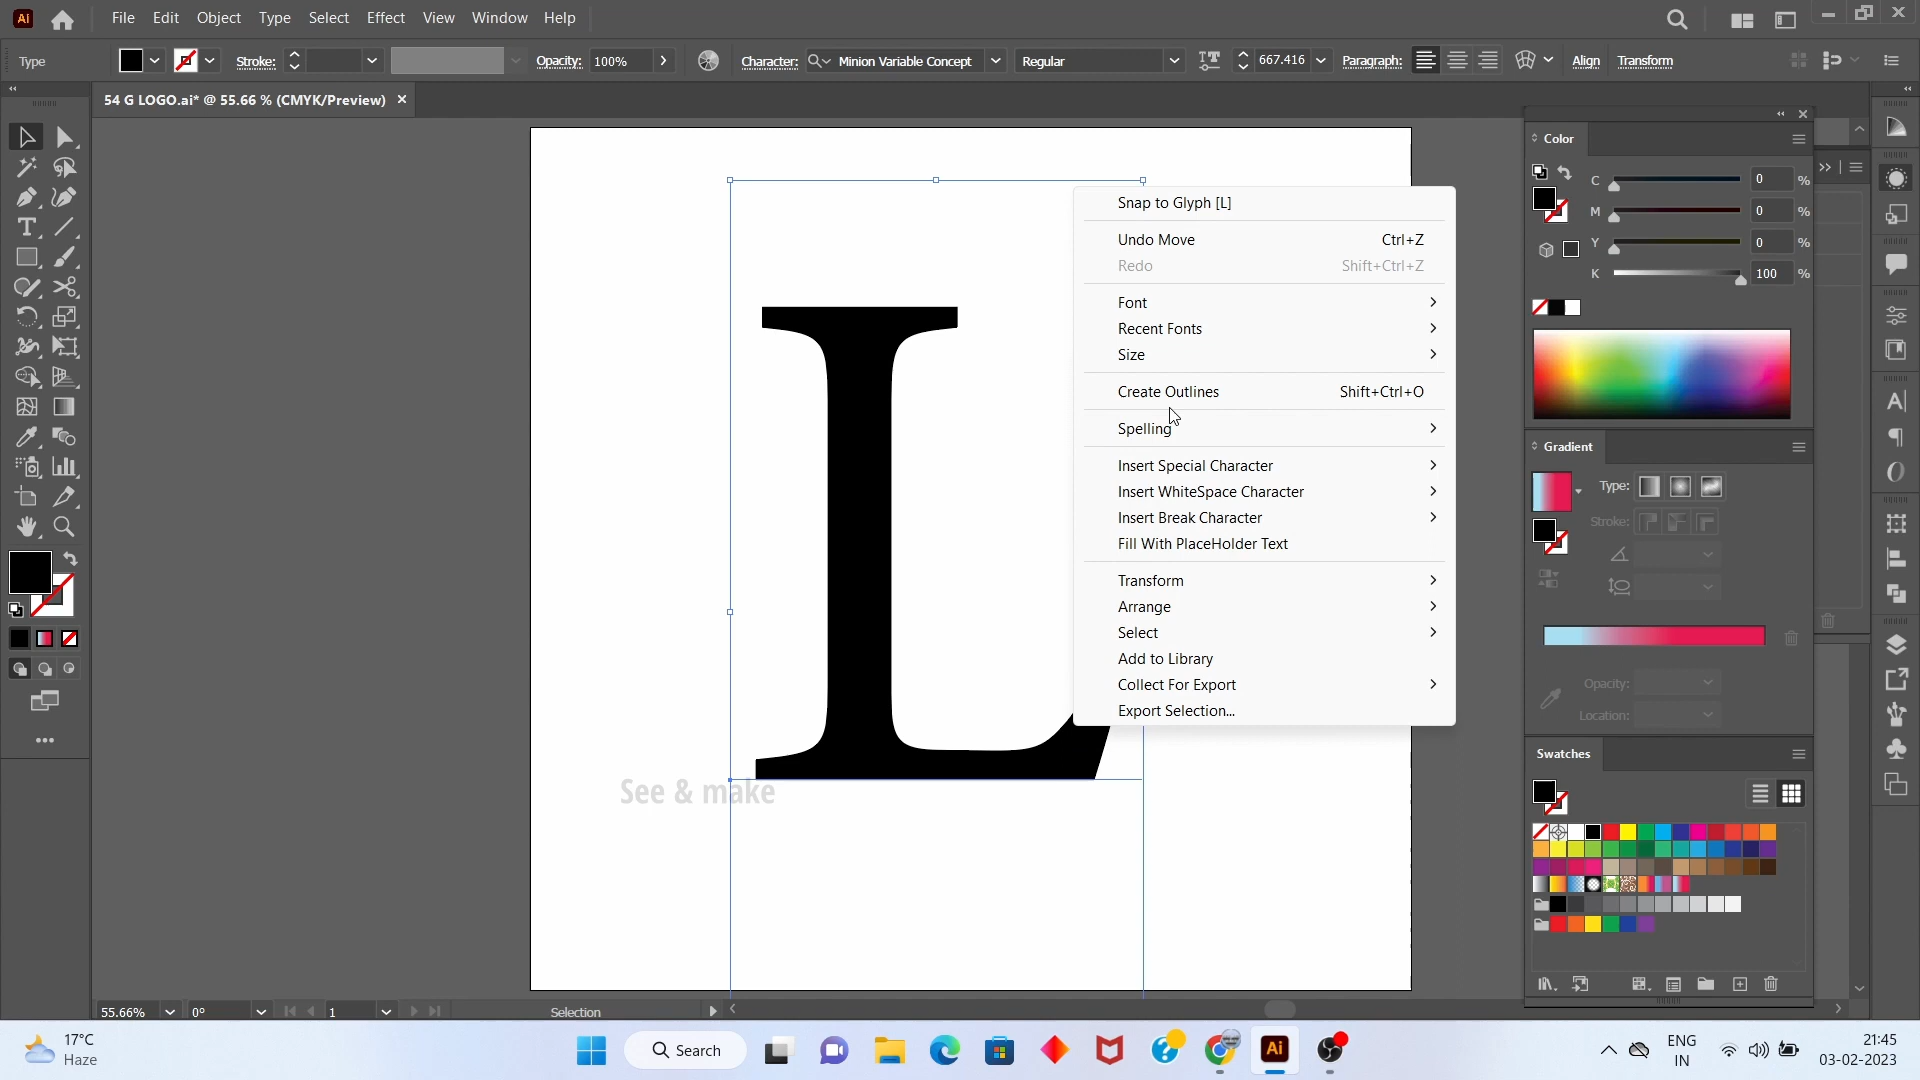 Ai File Edit Object Type Select Effect View Window Help
Type Stroke: Opacity: 100% Character: Minion Variable Concept Regular 667.416 Paragraph: Align Transform
54 G LOGO.ai* @ 55.66 % (CMYK/Preview)
Color
C 0 %
M 0 %
Y 0 %
K 100 %
Gradient
Type:
Stroke:
Opacity:
Location:
Swatches
L
See & make
Snap to Glyph [L]
Undo Move Ctrl+Z
Redo Shift+Ctrl+Z
Font
Recent Fonts
Size
Create Outlines Shift+Ctrl+O
Spelling
Insert Special Character
Insert WhiteSpace Character
Insert Break Character
Fill With PlaceHolder Text
Transform
Arrange
Select
Add to Library
Collect For Export
Export Selection...
55.66% 0° 1 Selection
17°C
Haze
Search
Ai
ENG
IN
21:45
03-02-2023